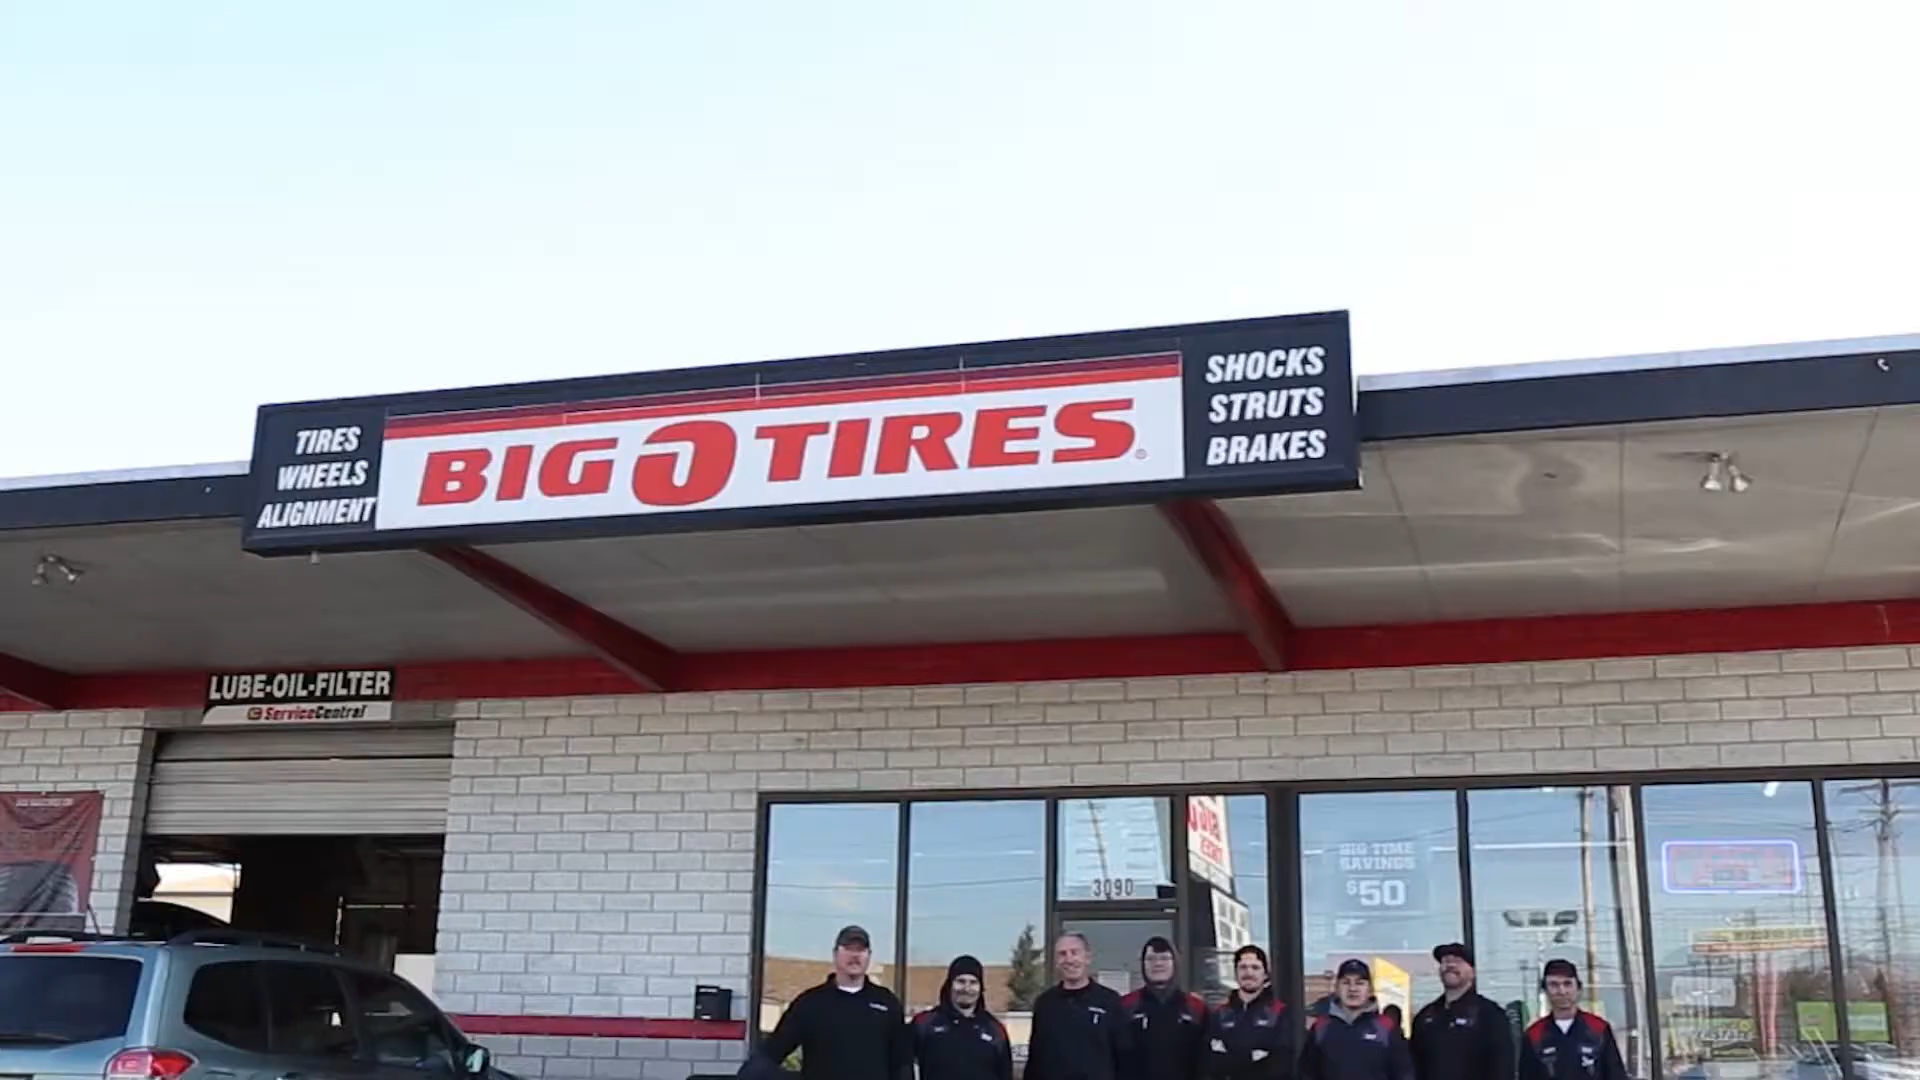 TIRES
WHEELS
ALIGNMENT
BIG O TIRES®
SHOCKS
STRUTS
BRAKES
LUBE-OIL-FILTER
ServiceCentral
3090
BIG TIME
SAVINGS
$50